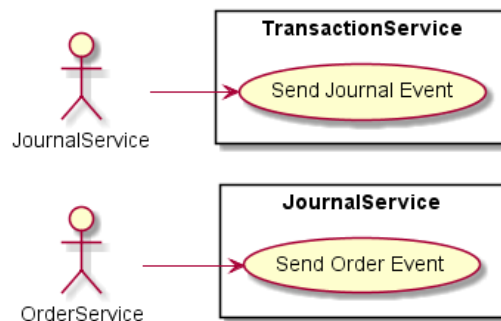 TransactionService
Send Journal Event
JournalService
JournalService
Send Order Event
OrderService